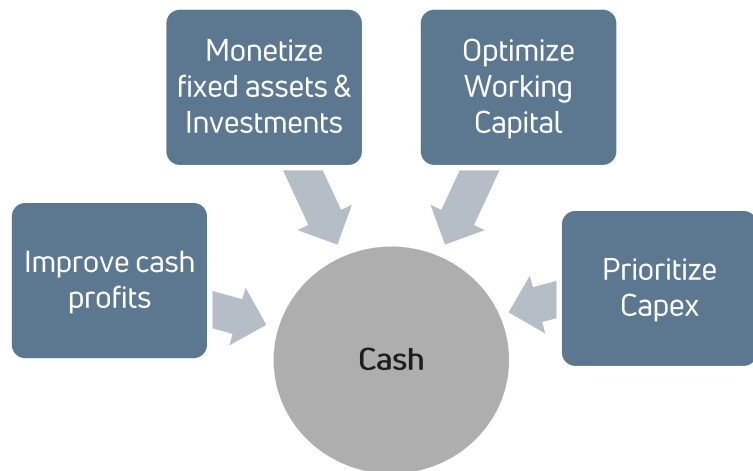 Monetize
fixed assets &
Investments
Optimize
Working
Capital
Improve cash
profits
Prioritize
Capex
Cash